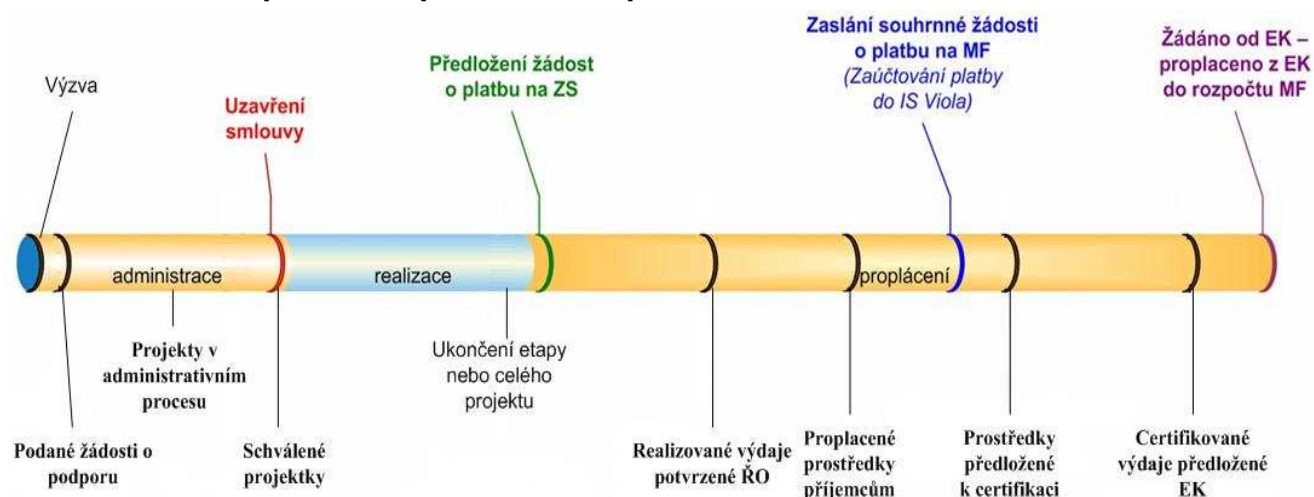 Výzva
Uzavření
smlouvy
Předložení žádost
o platbu na ZS
Zaslání souhrnné žádosti
o platbu na MF
(Zaúčtování platby
do IS Viola)
Žádáno od EK –
proplaceno z EK
do rozpočtu MF
administrace
realizace
proplácení
Projekty v
administrativním
procesu
Ukončení etapy
nebo celého
projektu
Podané žádosti o
podporu
Schválené
projektky
Realizované výdaje
potvrzené ŘO
Proplacené
prostředky
příjemcům
Prostředky
předložené
k certifikaci
Certifikované
výdaje předložené
EK